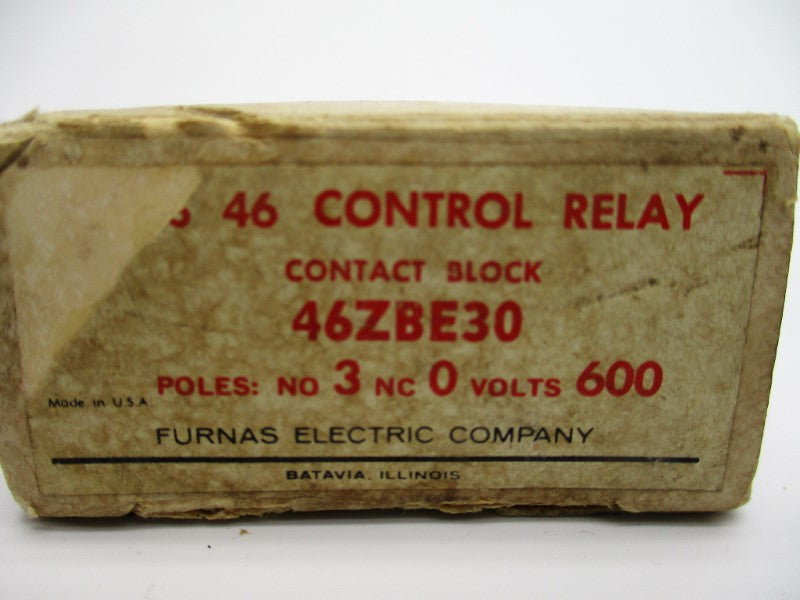 46 CONTROL RELAY
CONTACT BLOCK
46ZBE30
POLES: NO 3 NC 0 VOLTS 600
Made in U.S.A.
FURNAS ELECTRIC COMPANY
BATAVIA, ILLINOIS